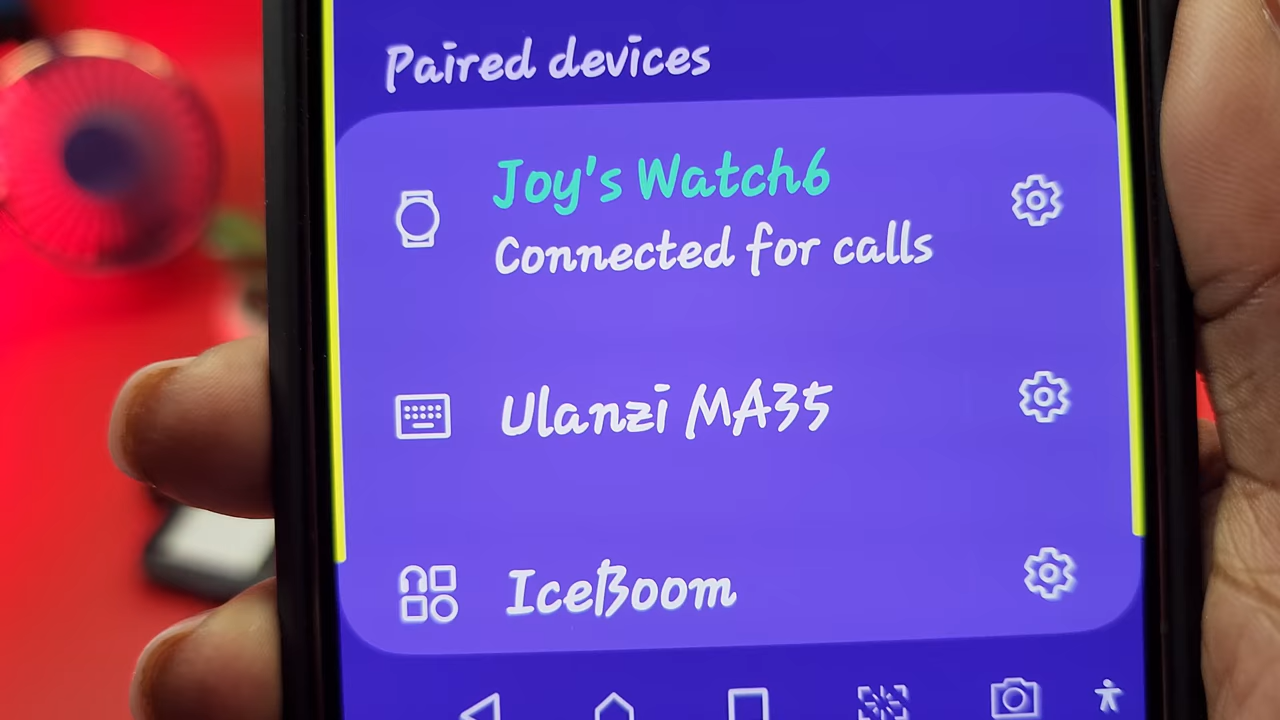 Paired devices
Joy's Watch6
Connected for calls
Ulanzi MA35
IceBoom